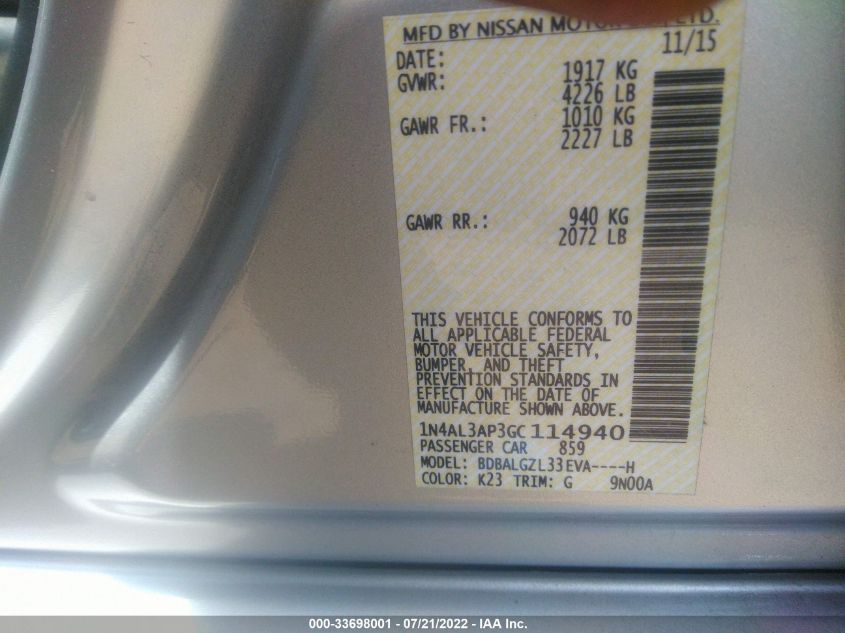 MFD BY NISSAN MOTOR LTD.
DATE: 11/15
GVWR: 1917 KG
4226 LB
GAWR FR.: 1010 KG
2227 LB
GAWR RR.: 940 KG
2072 LB
THIS VEHICLE CONFORMS TO
ALL APPLICABLE FEDERAL
MOTOR VEHICLE SAFETY,
BUMPER, AND THEFT
PREVENTION STANDARDS IN
EFFECT ON THE DATE OF
MANUFACTURE SHOWN ABOVE.
1N4AL3AP3GC114940
PASSENGER CAR 859
MODEL: BDBALGZL33EVA----H
COLOR: K23 TRIM: G 9N00A
000-33698001 - 07/21/2022 - IAA Inc.